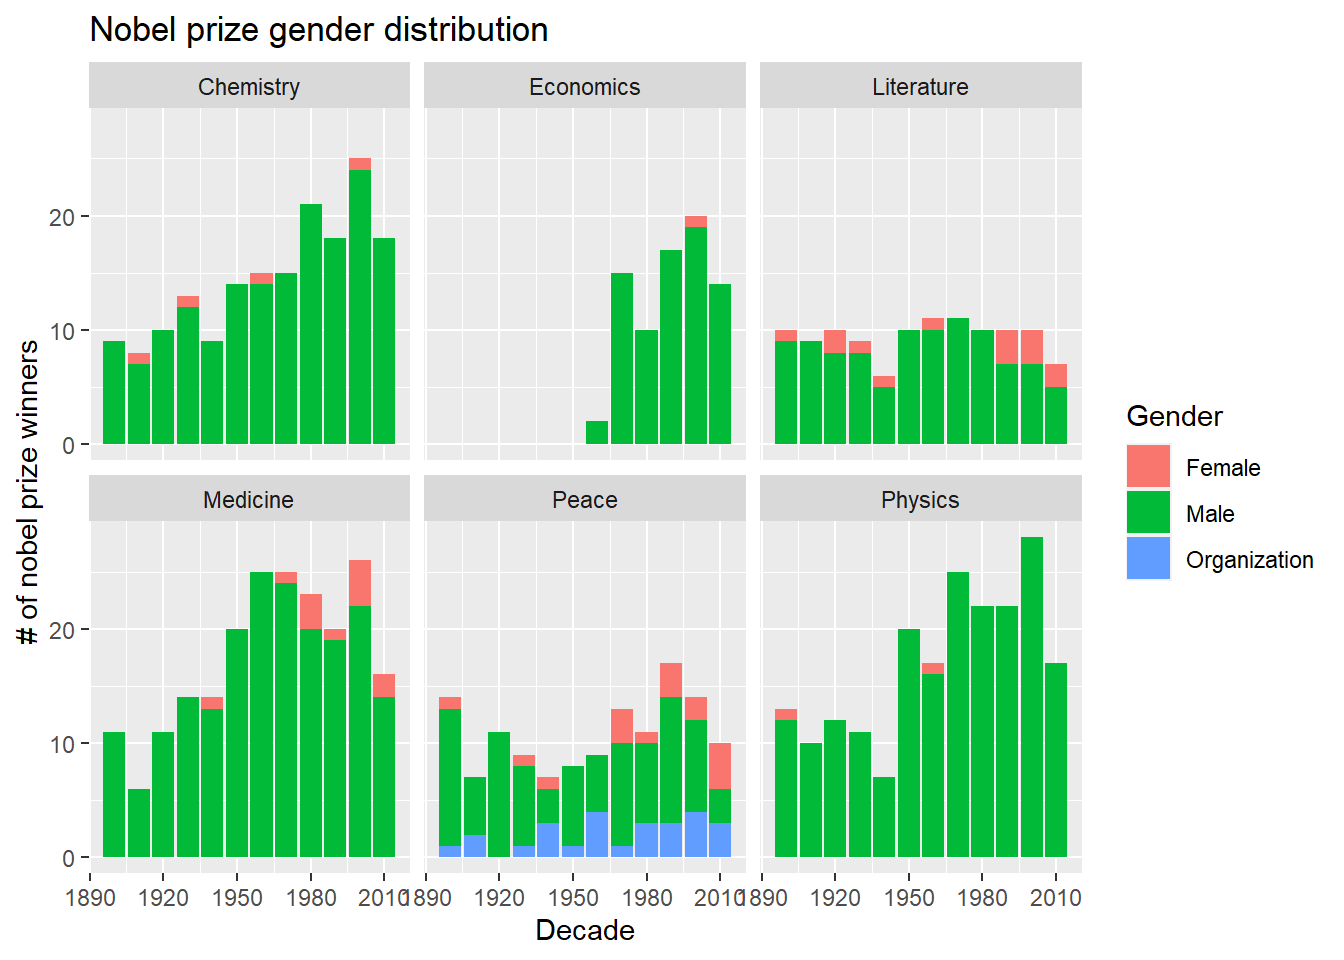 Nobel prize gender distribution
Chemistry Economics Literature
20
10
0
Medicine Peace Physics
20
10
0
1890 1920 1950 1980 2010 1890 1920 1950 1980 2010 1890 1920 1950 1980 2010
Decade
# of nobel prize winners
Gender
Female
Male
Organization